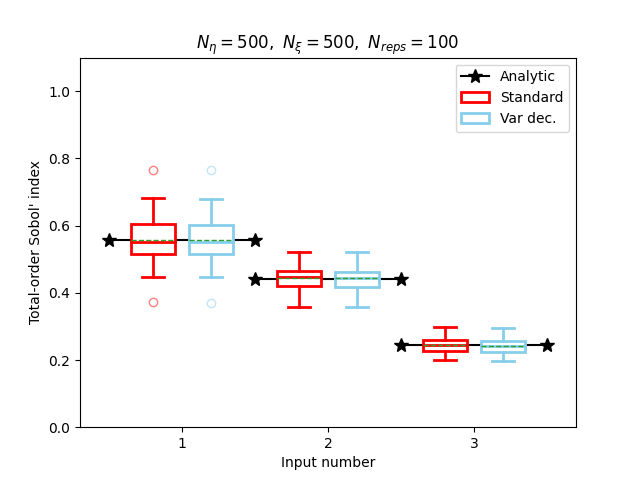 N_η = 500, N_ξ = 500, N_reps = 100
Analytic
Standard
Var dec.
1.0
0.8
0.6
0.4
0.2
0.0
Total-order Sobol' index
1 2 3
Input number